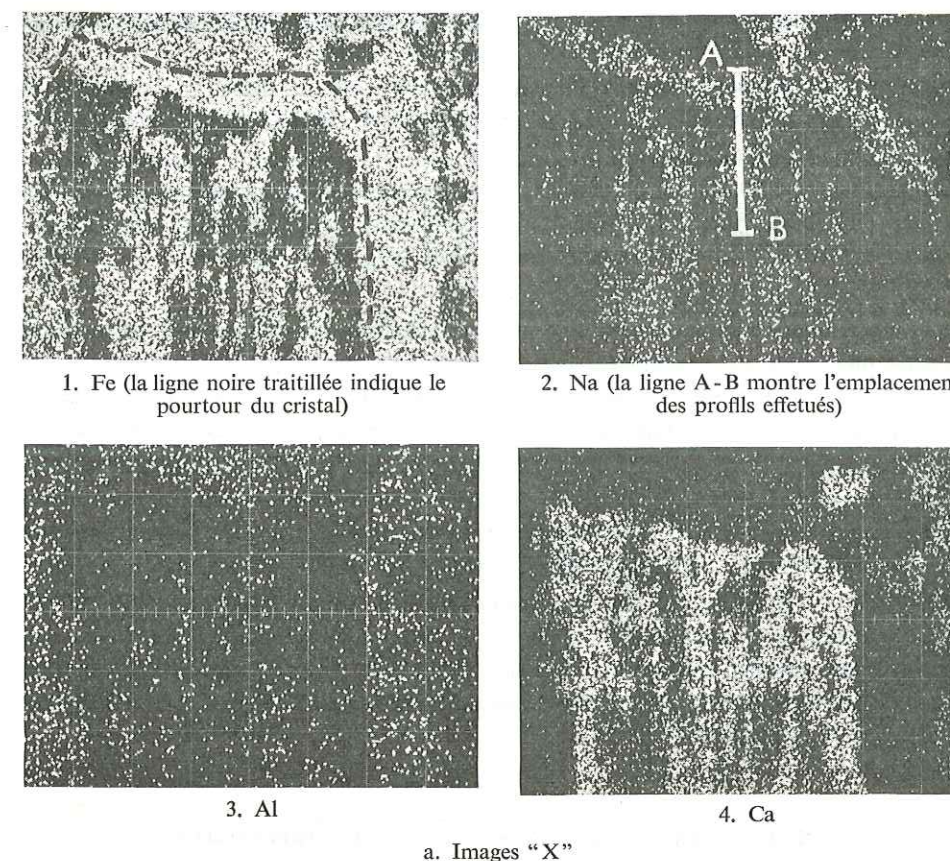 A
B
1. Fe (la ligne noire traitillée indique le
pourtour du cristal)
2. Na (la ligne A-B montre l'emplacemen
des profils effetués)
3. Al
4. Ca
a. Images "X"